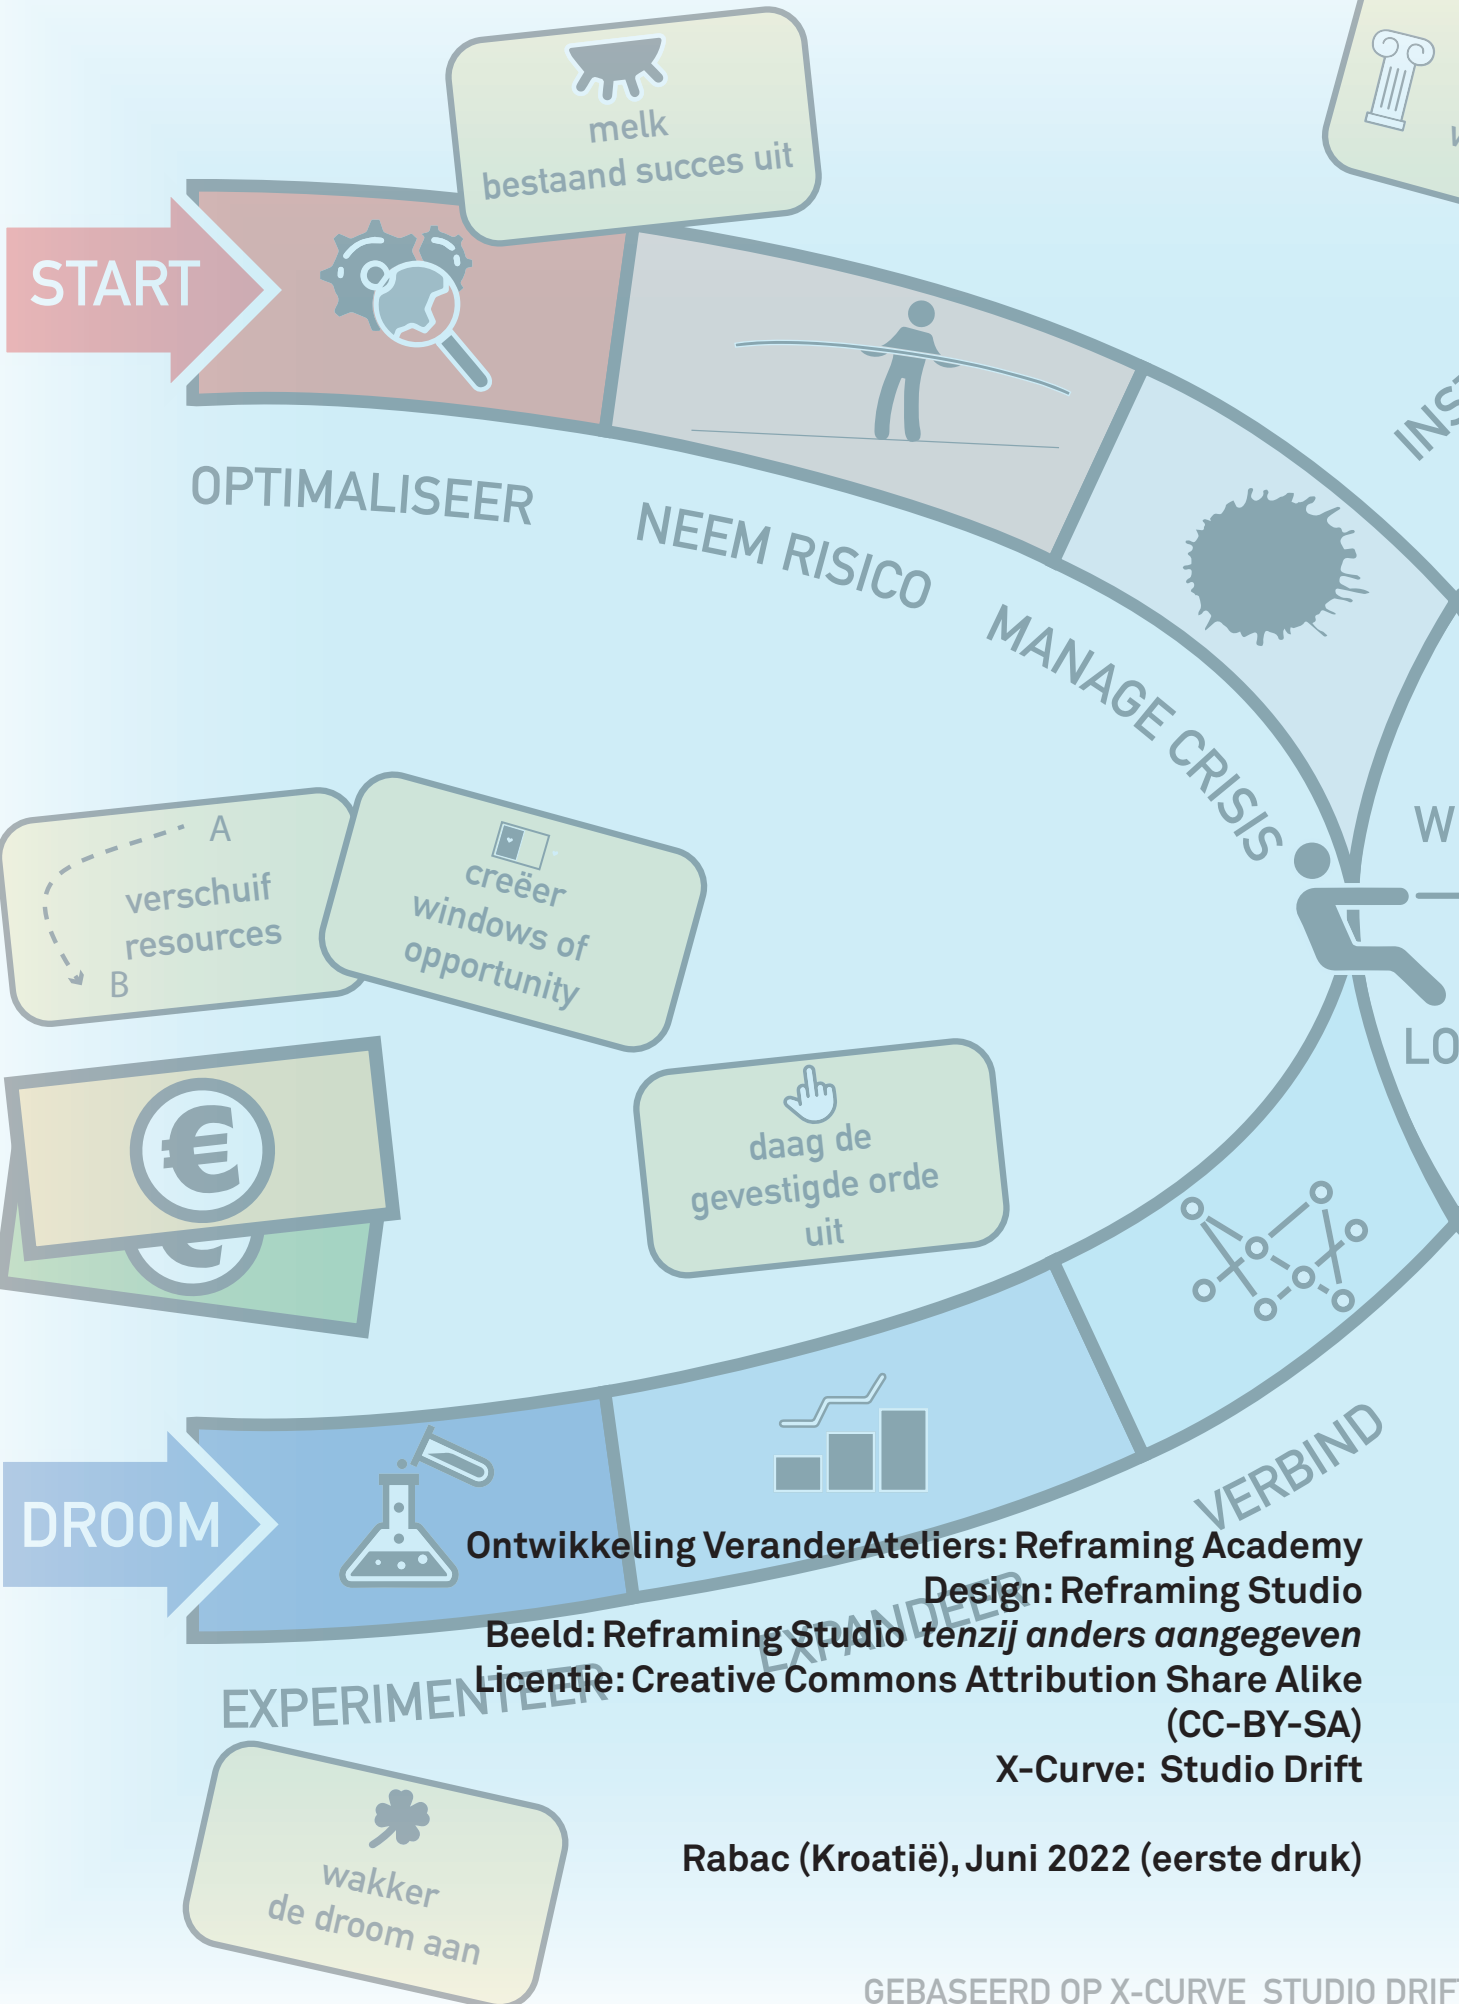 melk
bestaand succes uit
START
OPTIMALISEER
NEEM RISICO
MANAGE CRISIS
A
verschuif
resources
B
creëer
windows of
opportunity
daag de
gevestigde orde
uit
€
€
VERBIND
DROOM
EXPANDEER
EXPERIMENTEER
Ontwikkeling VeranderAteliers: Reframing Academy
Design: Reframing Studio
Beeld: Reframing Studio tenzij anders aangegeven
Licentie: Creative Commons Attribution Share Alike
(CC-BY-SA)
X-Curve: Studio Drift
Rabac (Kroatië), Juni 2022 (eerste druk)
wakker
de droom aan
GEBASEERD OP X-CURVE STUDIO DRIFT